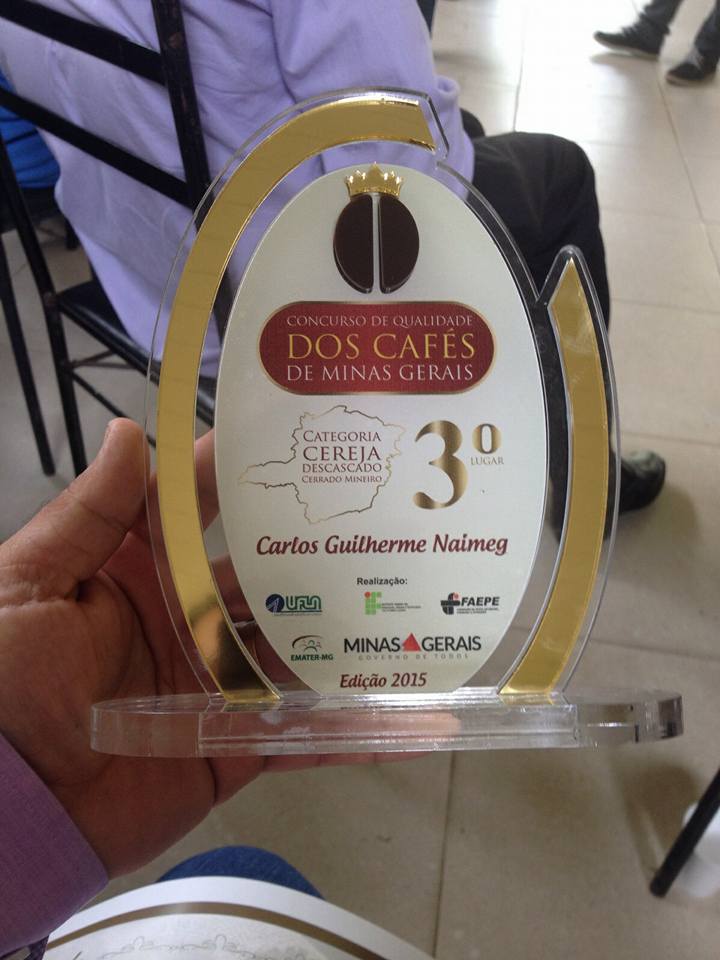 CONCURSO DE QUALIDADE
DOS CAFÉS
DE MINAS GERAIS
CATEGORIA
CEREJA
DESCASCADO
CERRADO MINEIRO
3º
LUGAR
Carlos Guilherme Naimeg
Realização:
UFLA
FAEPE
EMATER-MG
MINAS GERAIS
GOVERNO DE TODOS
Edição 2015